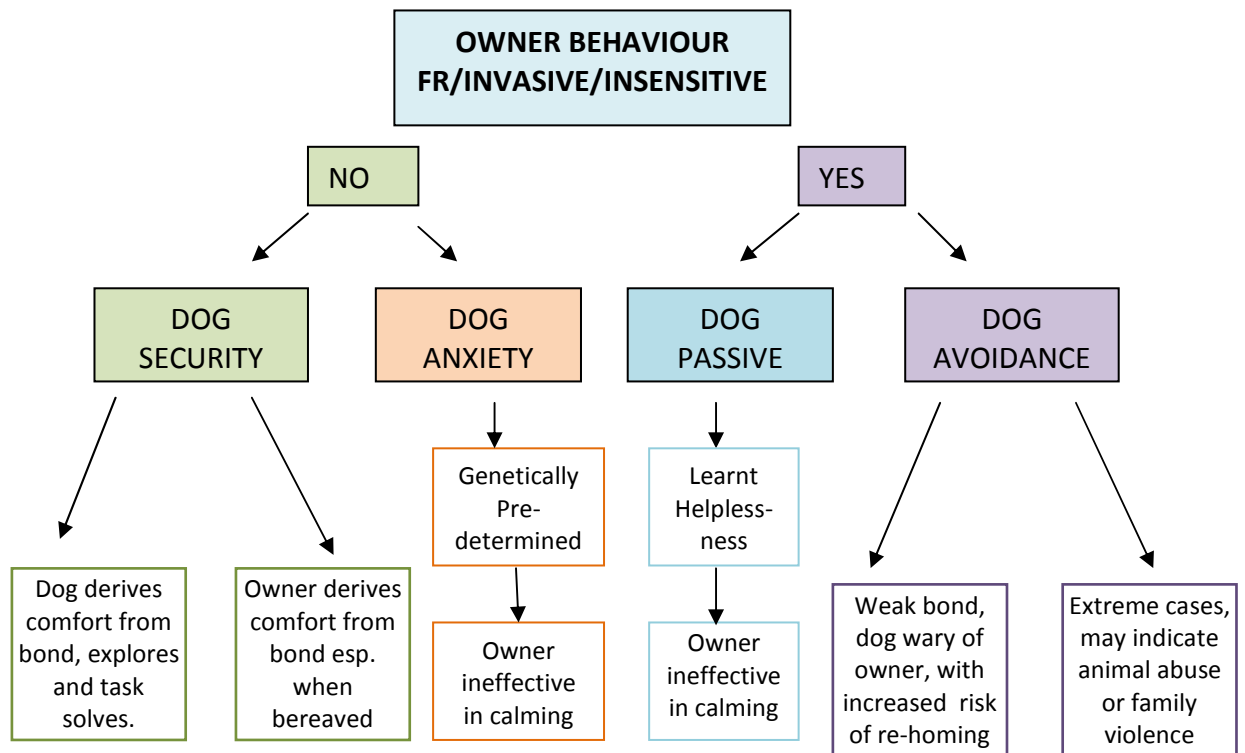 OWNER BEHAVIOUR
FR/INVASIVE/INSENSITIVE
NO
YES
DOG
SECURITY
DOG
ANXIETY
DOG
PASSIVE
DOG
AVOIDANCE
Genetically
Pre-
determined
Learnt
Helpless-
ness
Dog derives
comfort from
bond, explores
and task
solves.
Owner derives
comfort from
bond esp.
when
bereaved
Owner
ineffective
in calming
Owner
ineffective
in calming
Weak bond,
dog wary of
owner, with
increased risk
of re-homing
Extreme cases,
may indicate
animal abuse
or family
violence